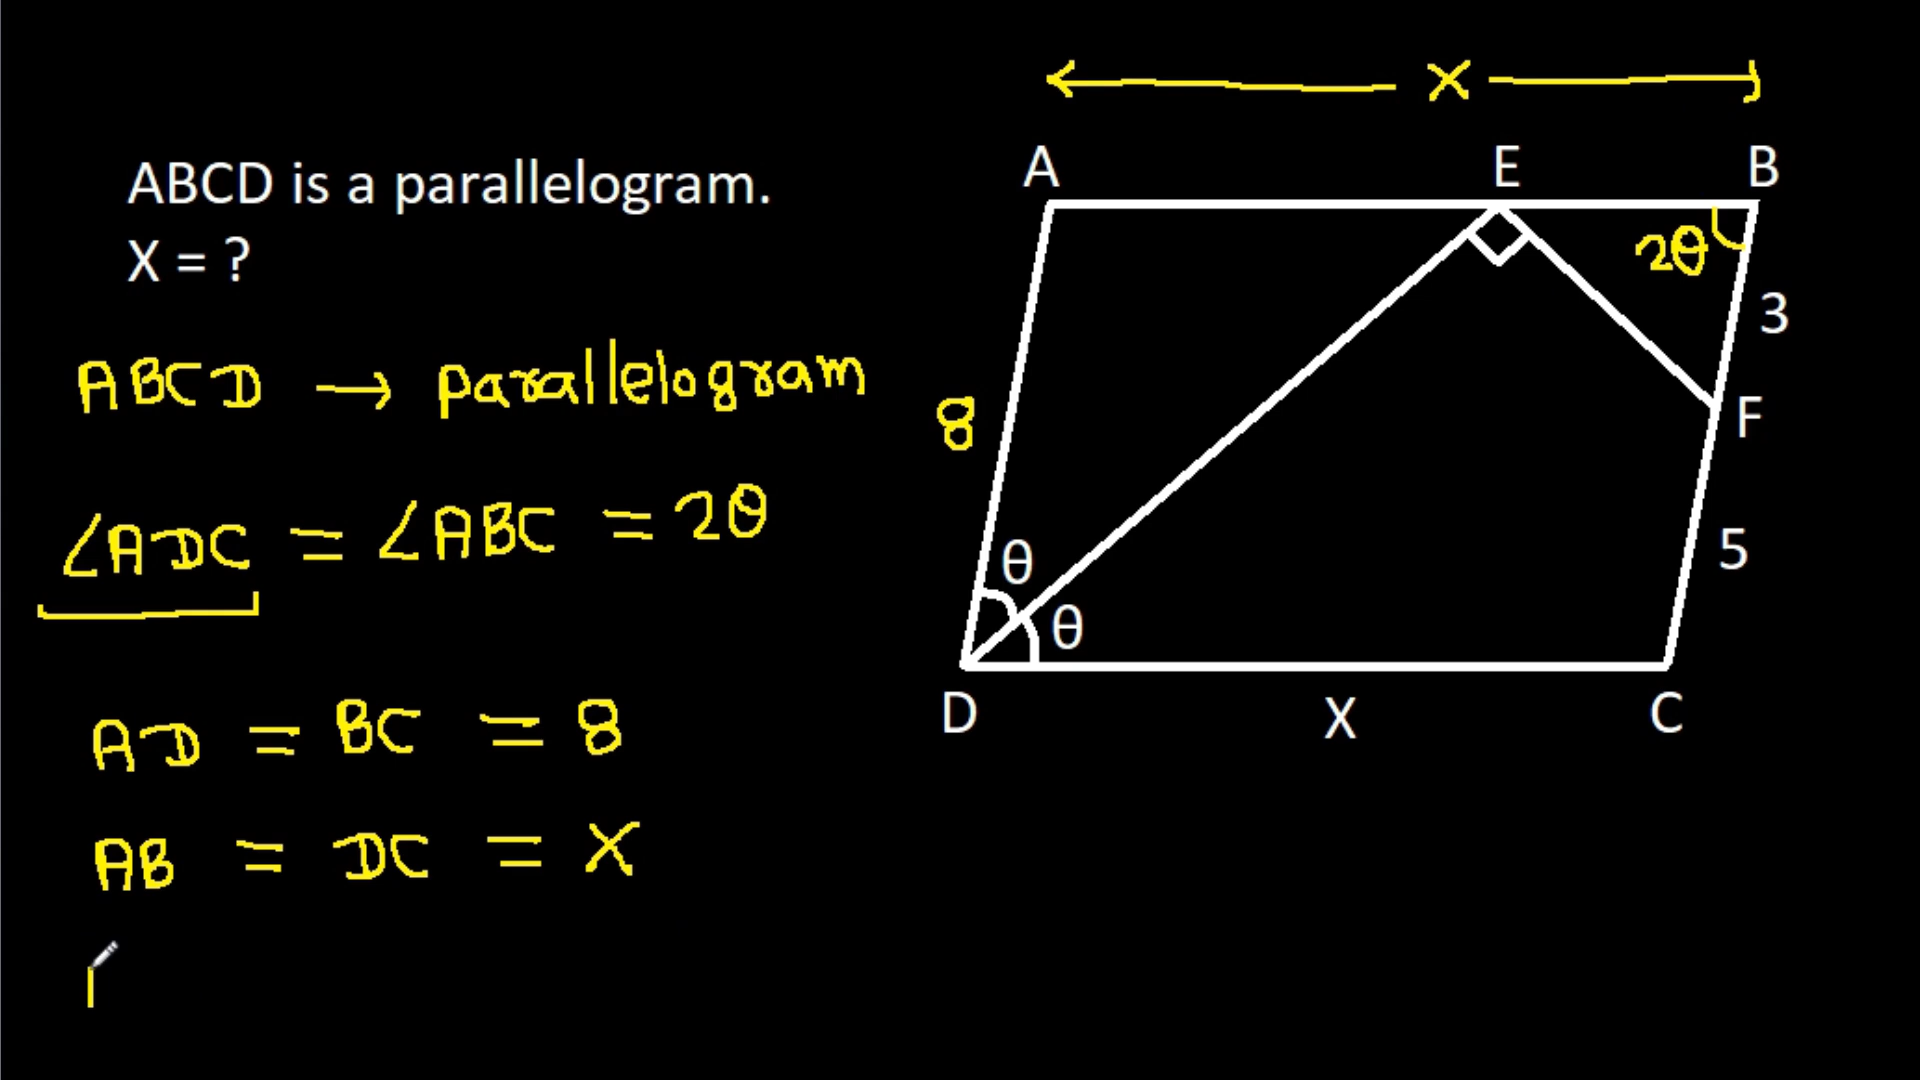 ABCD is a parallelogram.
X = ?
ABCD → parallelogram
∠ADC = ∠ABC = 2θ
AD = BC = 8
AB = DC = X
X
A E B
2θ
3
8
F
θ
5
θ
D X C